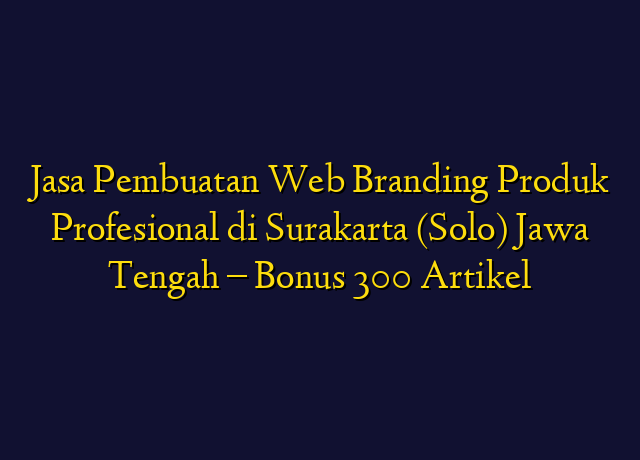 Jasa Pembuatan Web Branding Produk
Profesional di Surakarta (Solo) Jawa
Tengah – Bonus 300 Artikel